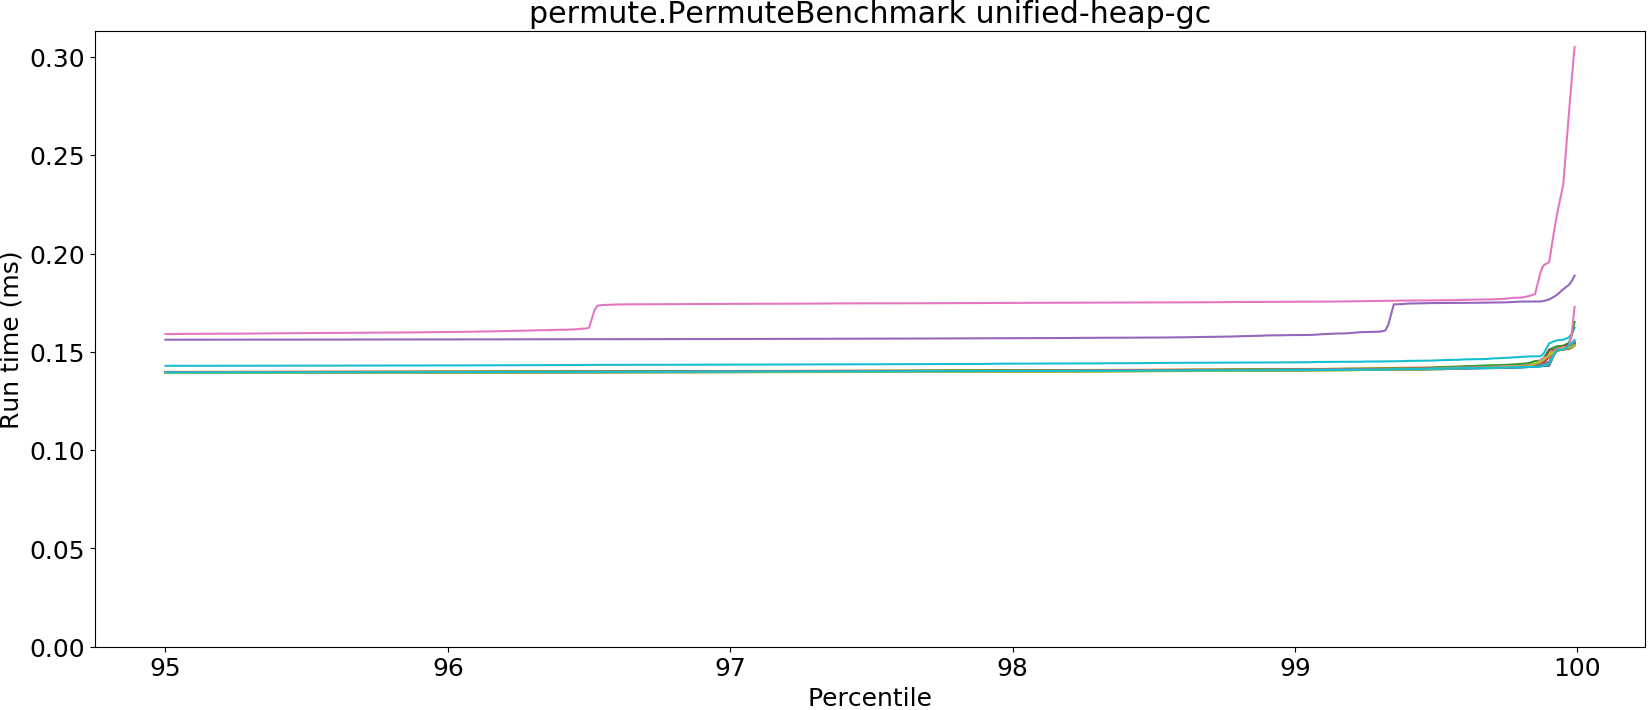 permute.PermuteBenchmark unified-heap-gc
0.30
0.25
0.20
0.15
0.10
0.05
0.00
Run time (ms)
95 96 97 98 99 100
Percentile